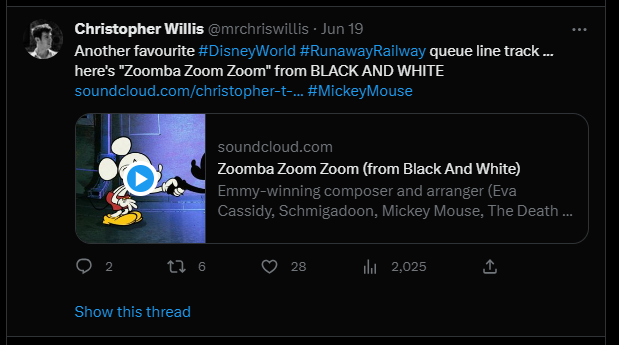 Christopher Willis @mrchriswillis · Jun 19
Another favourite #DisneyWorld #RunawayRailway queue line track ...
here's "Zoomba Zoom Zoom" from BLACK AND WHITE
soundcloud.com/christopher-t-... #MickeyMouse
soundcloud.com
Zoomba Zoom Zoom (from Black And White)
Emmy-winning composer and arranger (Eva
Cassidy, Schmigadoon, Mickey Mouse, The Death ...
2 6 28 2,025
Show this thread